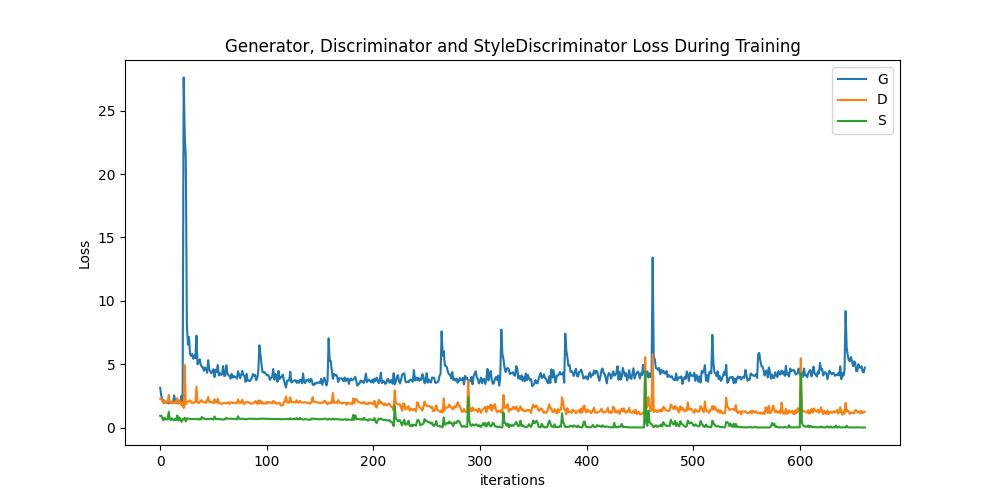 Generator, Discriminator and StyleDiscriminator Loss During Training
G
D
S
Loss
25
20
15
10
5
0
0 100 200 300 400 500 600
iterations